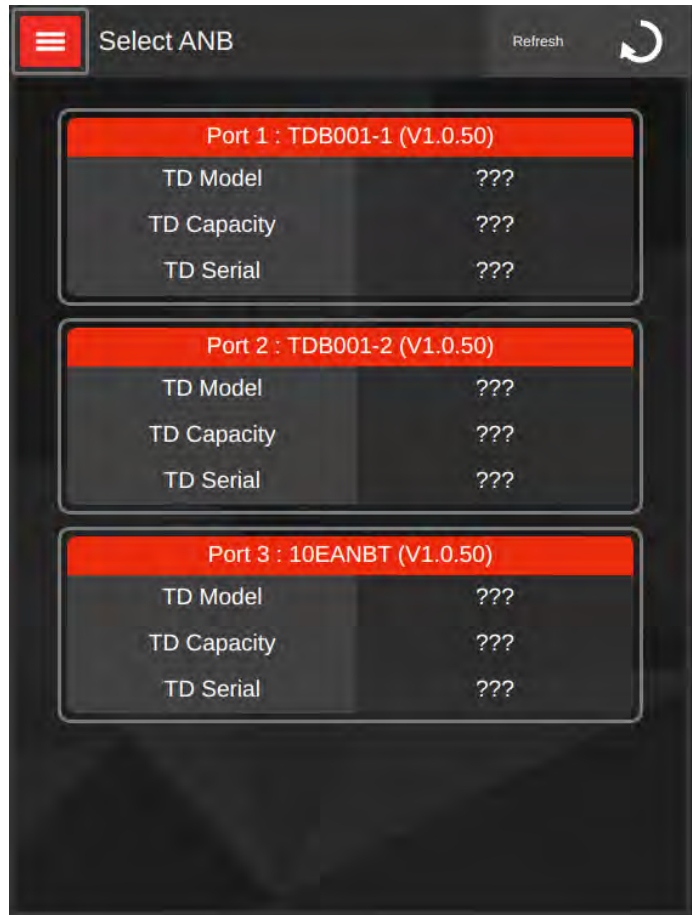 Select ANB Refresh
Port 1 : TDB001-1 (V1.0.50)
TD Model ???
TD Capacity ???
TD Serial ???
Port 2 : TDB001-2 (V1.0.50)
TD Model ???
TD Capacity ???
TD Serial ???
Port 3 : 10EANBT (V1.0.50)
TD Model ???
TD Capacity ???
TD Serial ???